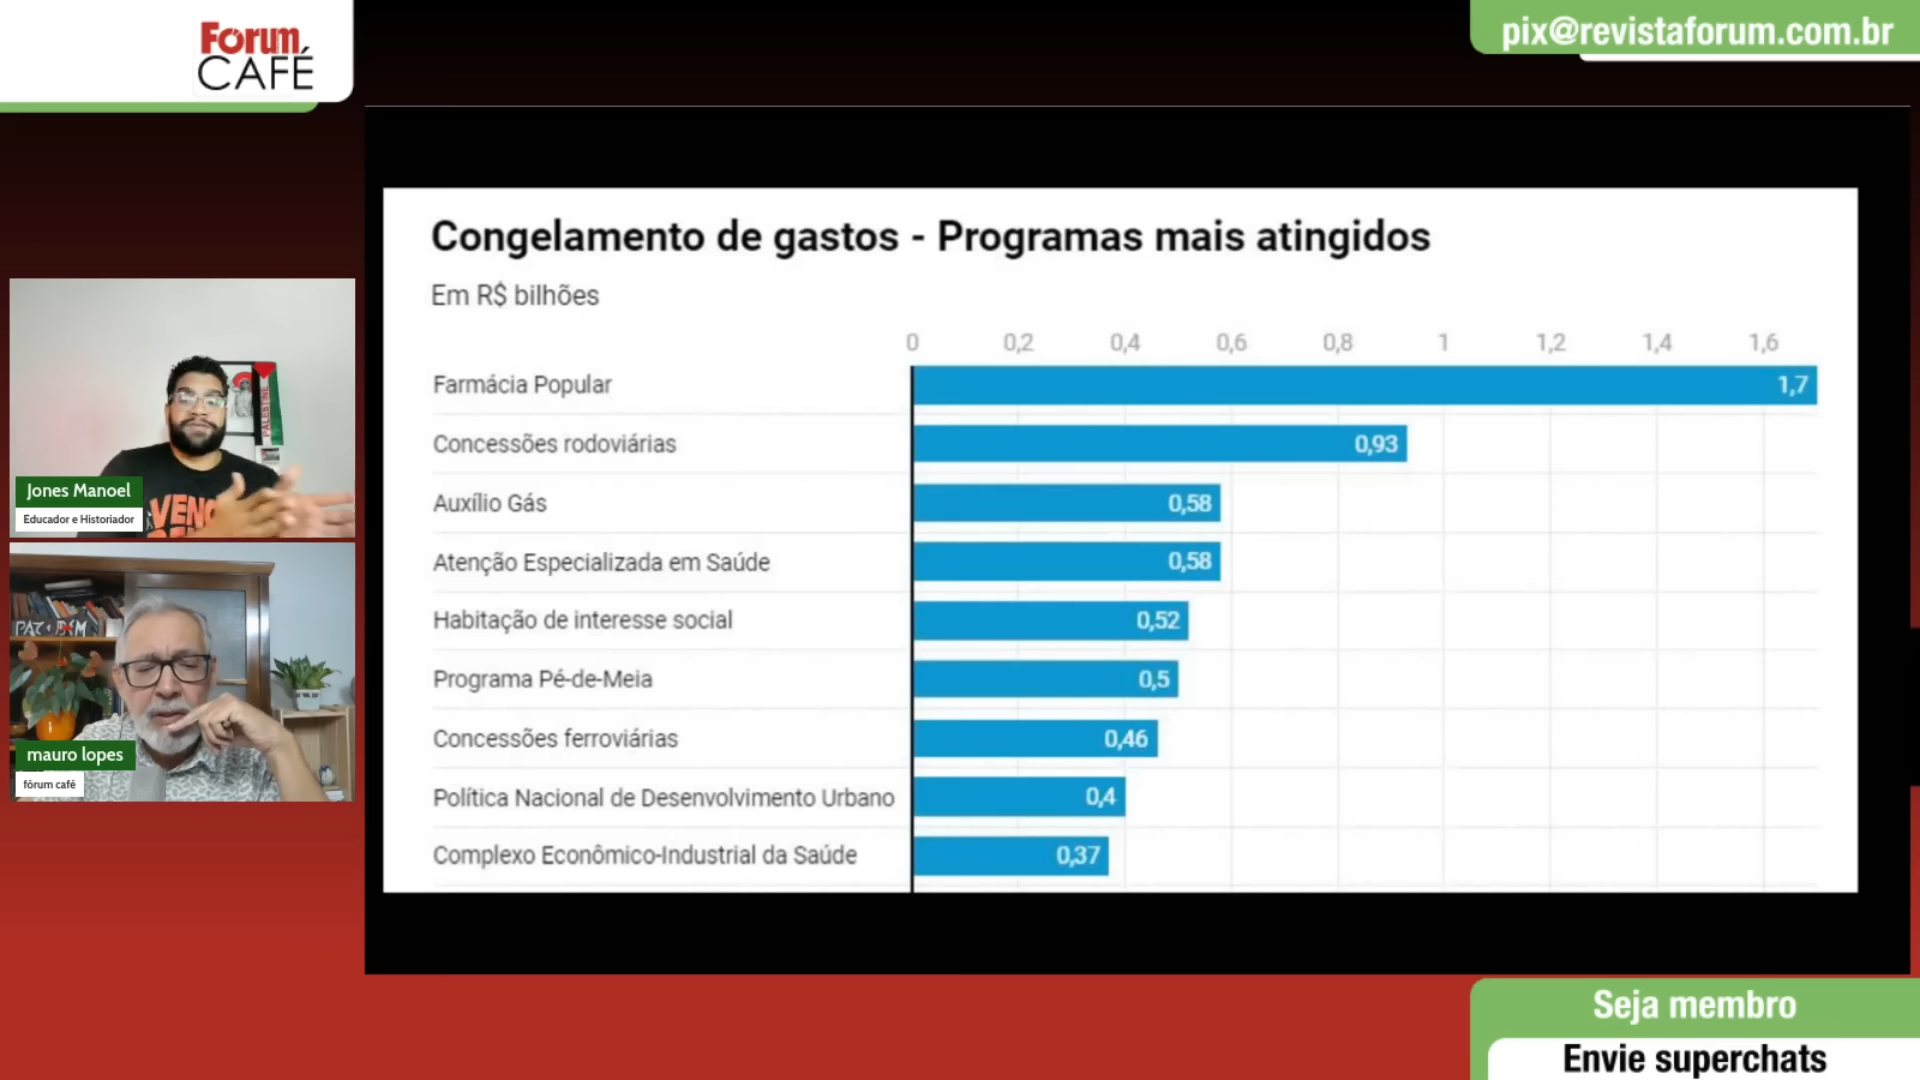 Fórum
CAFÉ
pix@revistaforum.com.br
Congelamento de gastos - Programas mais atingidos
Em R$ bilhões
0 0,2 0,4 0,6 0,8 1 1,2 1,4 1,6
Farmácia Popular 1,7
Concessões rodoviárias 0,93
Auxílio Gás 0,58
Atenção Especializada em Saúde 0,58
Habitação de interesse social 0,52
Programa Pé-de-Meia 0,5
Concessões ferroviárias 0,46
Política Nacional de Desenvolvimento Urbano 0,4
Complexo Econômico-Industrial da Saúde 0,37
PALESTINE
VENC
Jones Manoel
Educador e Historiador
PAZ
mauro lopes
fórum café
Seja membro
Envie superchats